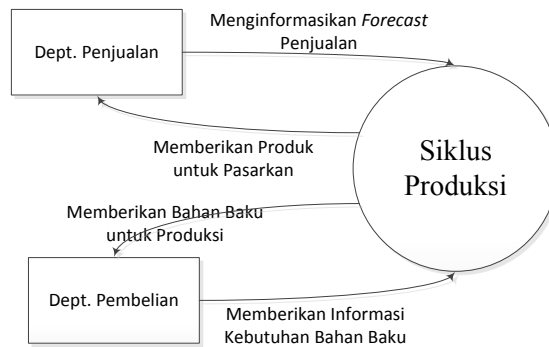 Menginformasikan Forecast
Penjualan
Dept. Penjualan
Siklus
Produksi
Memberikan Produk
untuk Pasarkan
Memberikan Bahan Baku
untuk Produksi
Dept. Pembelian
Memberikan Informasi
Kebutuhan Bahan Baku